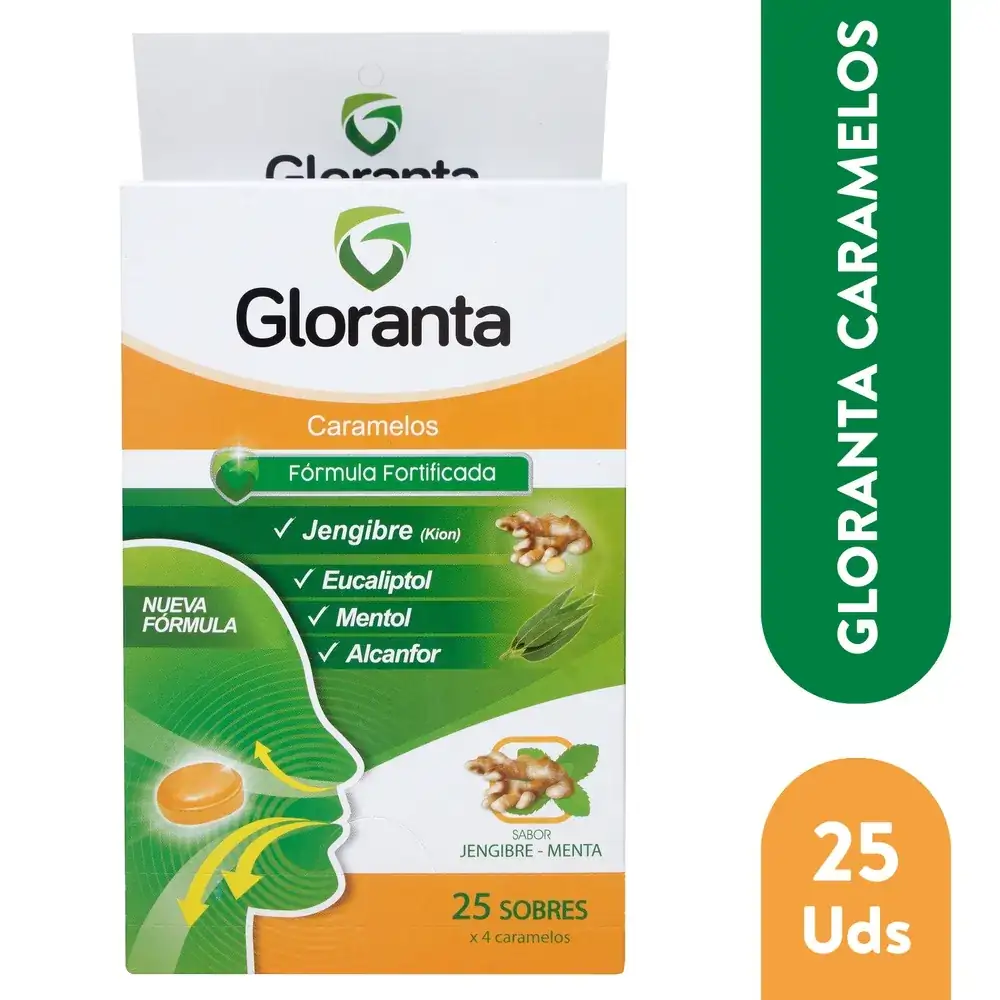 Gloranta
Gloranta
Caramelos
Fórmula Fortificada
✓ Jengibre (Kion)
✓ Eucaliptol
✓ Mentol
✓ Alcanfor
NUEVA
FÓRMULA
SABOR
JENGIBRE - MENTA
25 SOBRES
x 4 caramelos
GLORANTA CARAMELOS
25
Uds